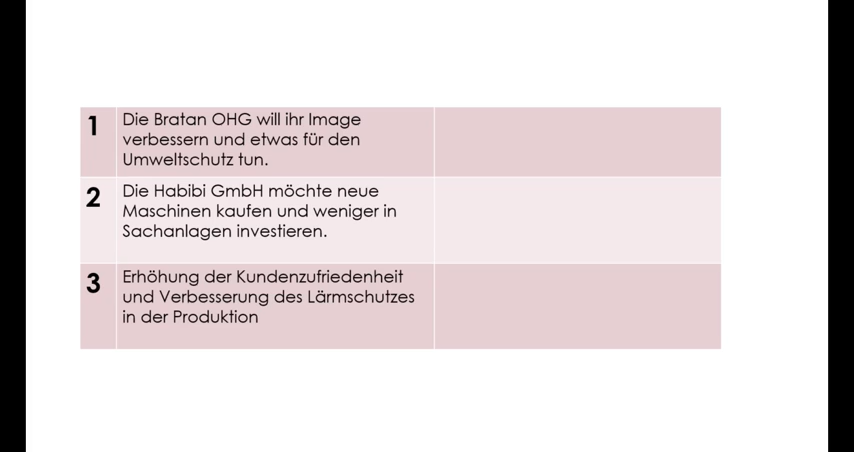 1
Die Bratan OHG will ihr Image
verbessern und etwas für den
Umweltschutz tun.
2
Die Habibi GmbH möchte neue
Maschinen kaufen und weniger in
Sachanlagen investieren.
3
Erhöhung der Kundenzufriedenheit
und Verbesserung des Lärmschutzes
in der Produktion